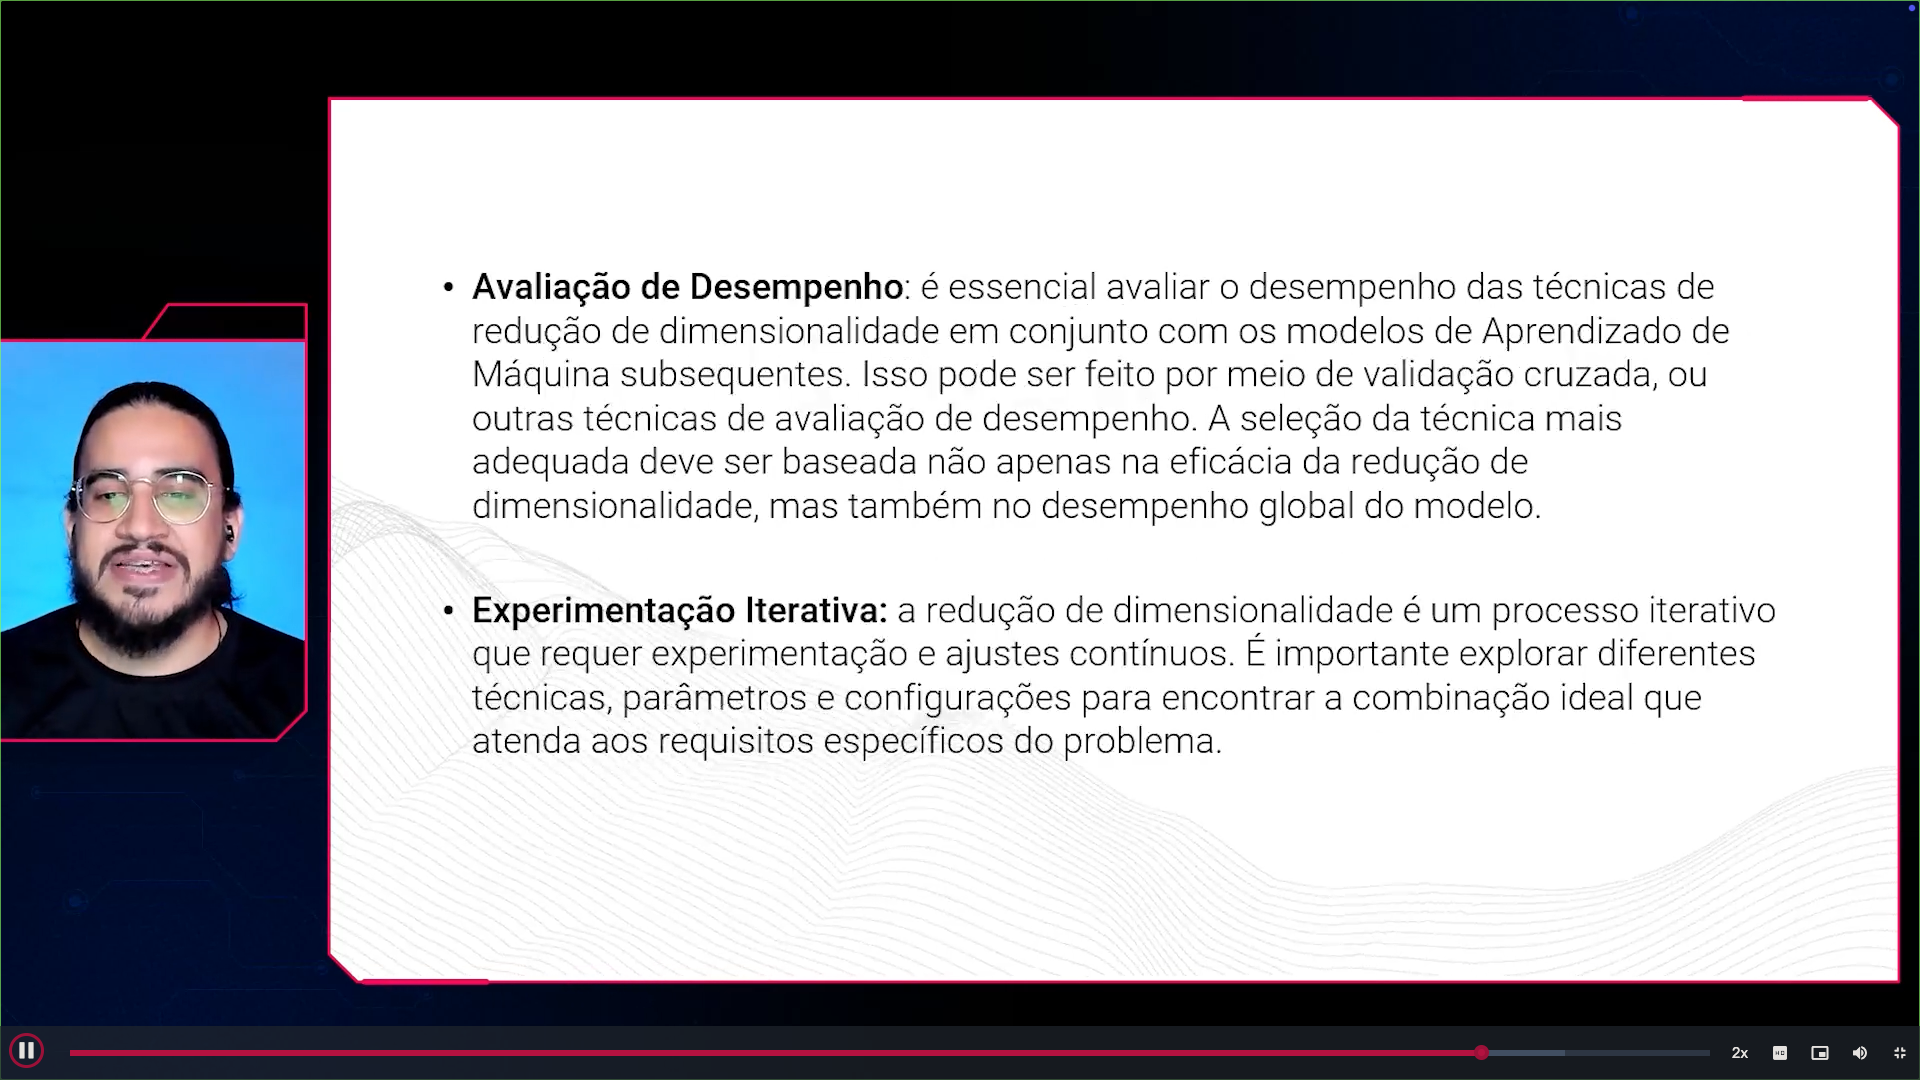 • Avaliação de Desempenho: é essencial avaliar o desempenho das técnicas de
redução de dimensionalidade em conjunto com os modelos de Aprendizado de
Máquina subsequentes. Isso pode ser feito por meio de validação cruzada, ou
outras técnicas de avaliação de desempenho. A seleção da técnica mais
adequada deve ser baseada não apenas na eficácia da redução de
dimensionalidade, mas também no desempenho global do modelo.
• Experimentação Iterativa: a redução de dimensionalidade é um processo iterativo
que requer experimentação e ajustes contínuos. É importante explorar diferentes
técnicas, parâmetros e configurações para encontrar a combinação ideal que
atenda aos requisitos específicos do problema.
2x
HD